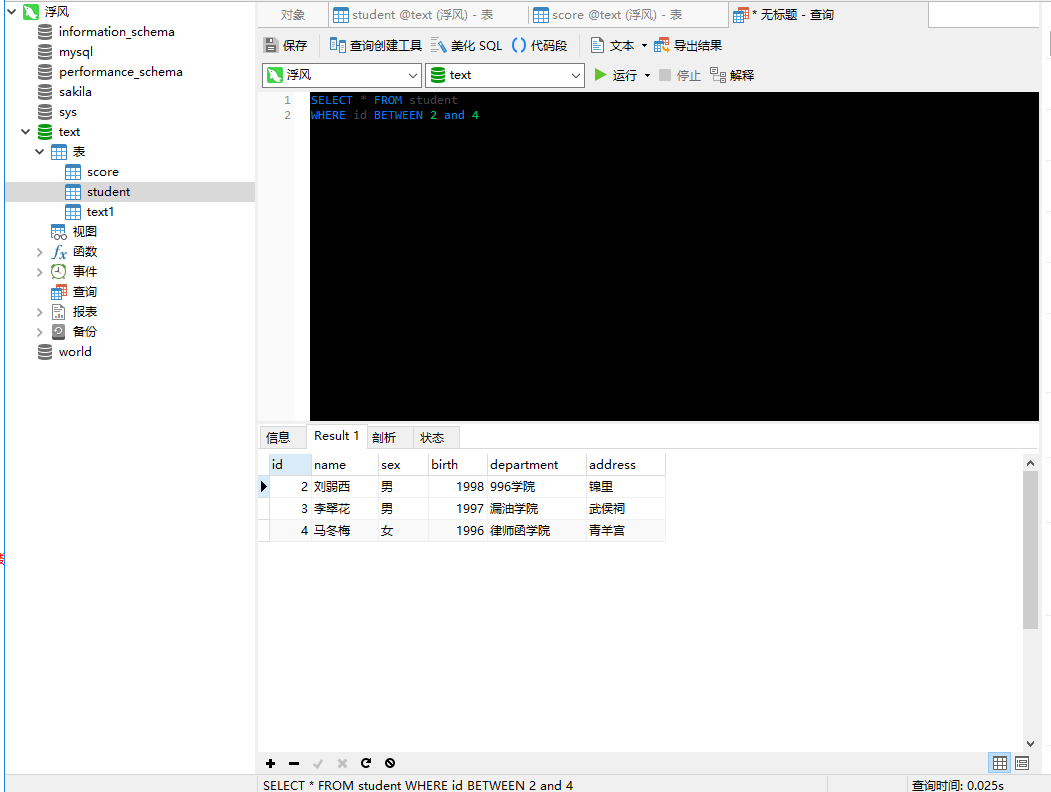 浮风
information_schema
mysql
performance_schema
sakila
sys
text
表
score
student
text1
视图
函数
事件
查询
报表
备份
world
对象 student @text (浮风) - 表 score @text (浮风) - 表 * 无标题 - 查询
保存 查询创建工具 美化 SQL 代码段 文本 导出结果
浮风 text 运行 停止 解释
1 SELECT * FROM student
2 WHERE id BETWEEN 2 and 4
信息 Result 1 剖析 状态
id name sex birth department address
2 刘弱西 男 1998 996学院 锦里
3 李翠花 男 1997 漏油学院 武侯祠
4 马冬梅 女 1996 律师函学院 青羊宫
SELECT * FROM student WHERE id BETWEEN 2 and 4 查询时间: 0.025s